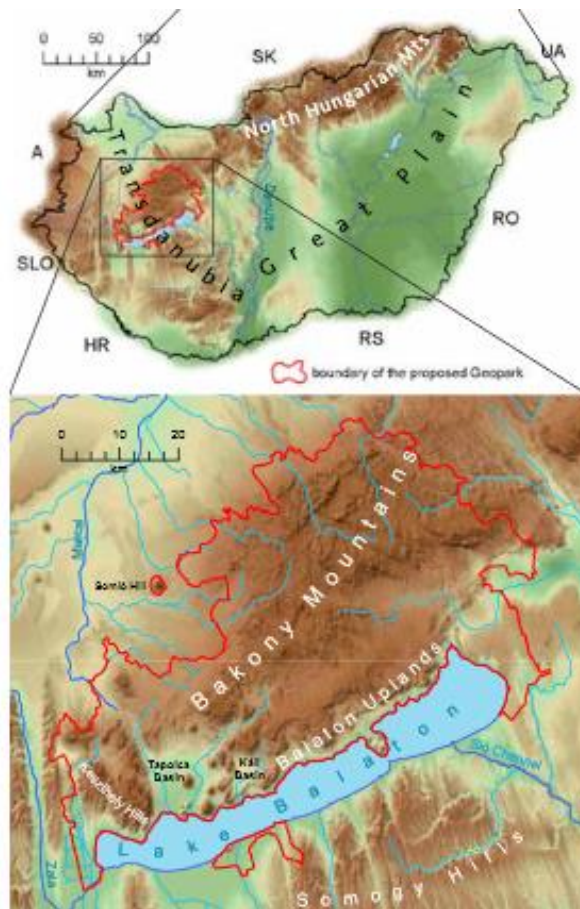 0 50 100
km
SK
UA
North Hungarian Mts
A
Transdanubia
Danube
Great Plain
RO
SLO
HR
RS
boundary of the proposed Geopark
0 10 20
km
Marcal
Somló Hill
Bakony Mountains
Balaton Uplands
Tapolca
Basin
Káli
Basin
Keszthely Hills
Lake Balaton
Sió Channel
Zala
Somogy Hills